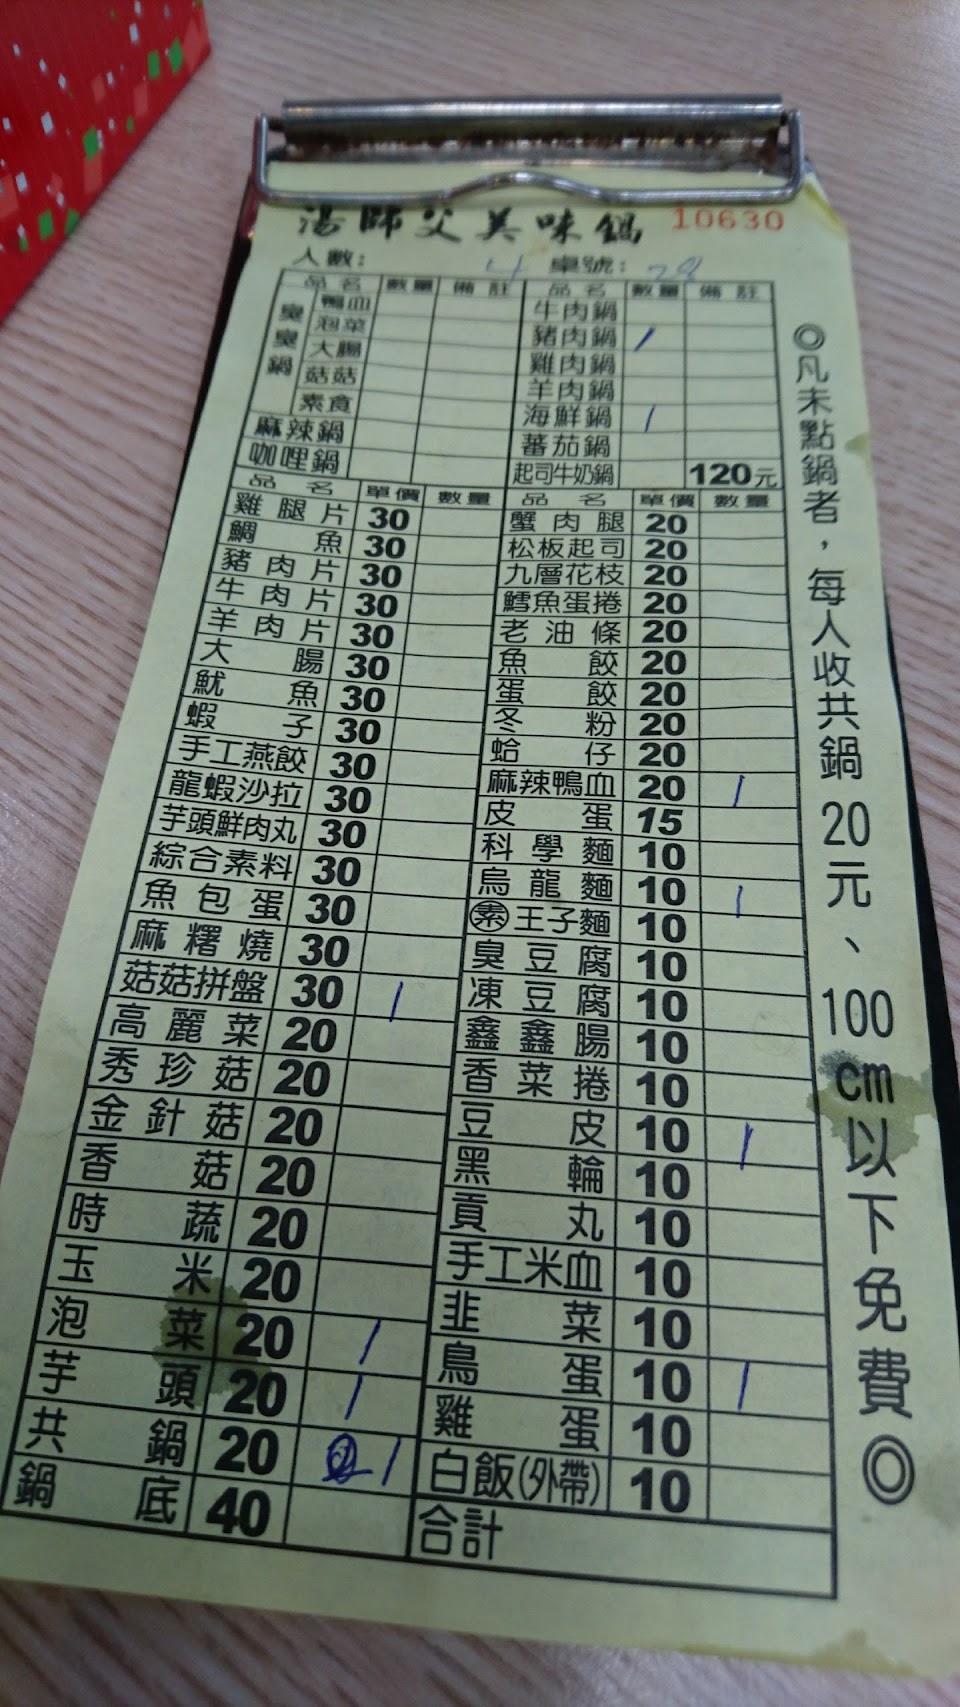 湯師父美味鍋 10630
人數: 4 桌號: 28
品名 數量 備註 品名 數量 備註
臭臭鍋 鴨血 牛肉鍋
泡菜 豬肉鍋 1
大腸 雞肉鍋
菇菇 羊肉鍋
素食 海鮮鍋 1
麻辣鍋 蕃茄鍋
咖哩鍋 起司牛奶鍋 120元
品名 單價 數量 品名 單價 數量
雞腿片 30 蟹肉腿 20
鯛魚 30 松板起司 20
豬肉片 30 九層花枝 20
牛肉片 30 鱈魚蛋捲 20
羊肉片 30 老油條 20
大腸 30 魚餃 20
魷魚 30 蛋餃 20
蝦子 30 冬粉 20
手工燕餃 30 蛤仔 20
龍蝦沙拉 30 麻辣鴨血 20 1
芋頭鮮肉丸 30 皮蛋 15
綜合素料 30 科學麵 10
魚包蛋 30 烏龍麵 10 1
麻糬燒 30 素王子麵 10
菇菇拼盤 30 1 臭豆腐 10
高麗菜 20 凍豆腐 10
秀珍菇 20 鑫鑫腸 10
金針菇 20 香菜捲 10
香菇 20 豆皮 10 1
時蔬 20 黑輪 10
玉米 20 貢丸 10
泡菜 20 1 手工米血 10
芋頭 20 1 韭菜 10
共鍋 20 1 鳥蛋 10 1
鍋底 40 雞蛋 10
白飯(外帶) 10
合計
◎凡未點鍋者，每人收共鍋20元、100cm以下免費◎